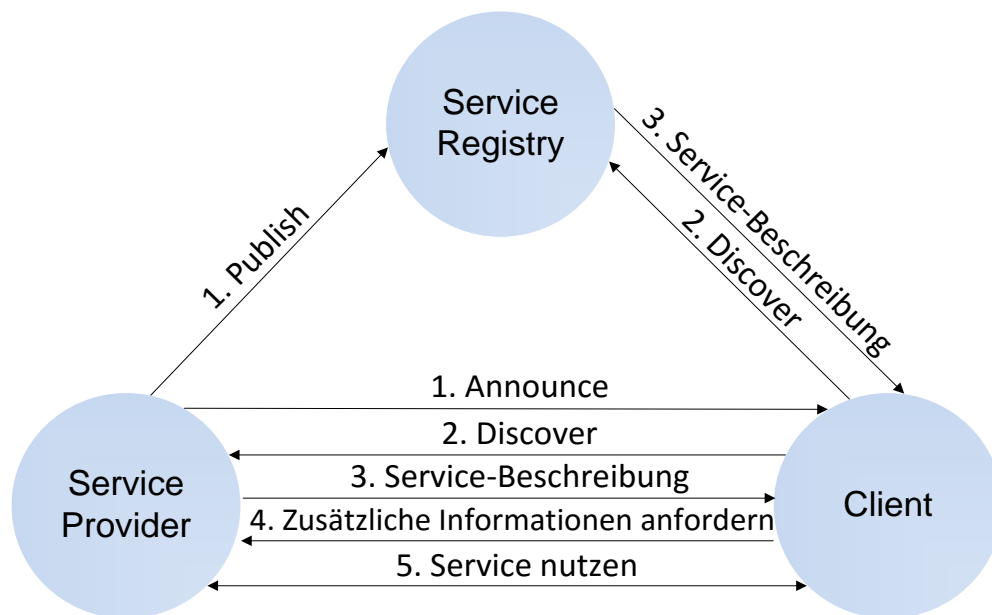 Service
Registry
3. Service-Beschreibung
2. Discover
1. Publish
1. Announce
2. Discover
3. Service-Beschreibung
4. Zusätzliche Informationen anfordern
5. Service nutzen
Service
Provider
Client